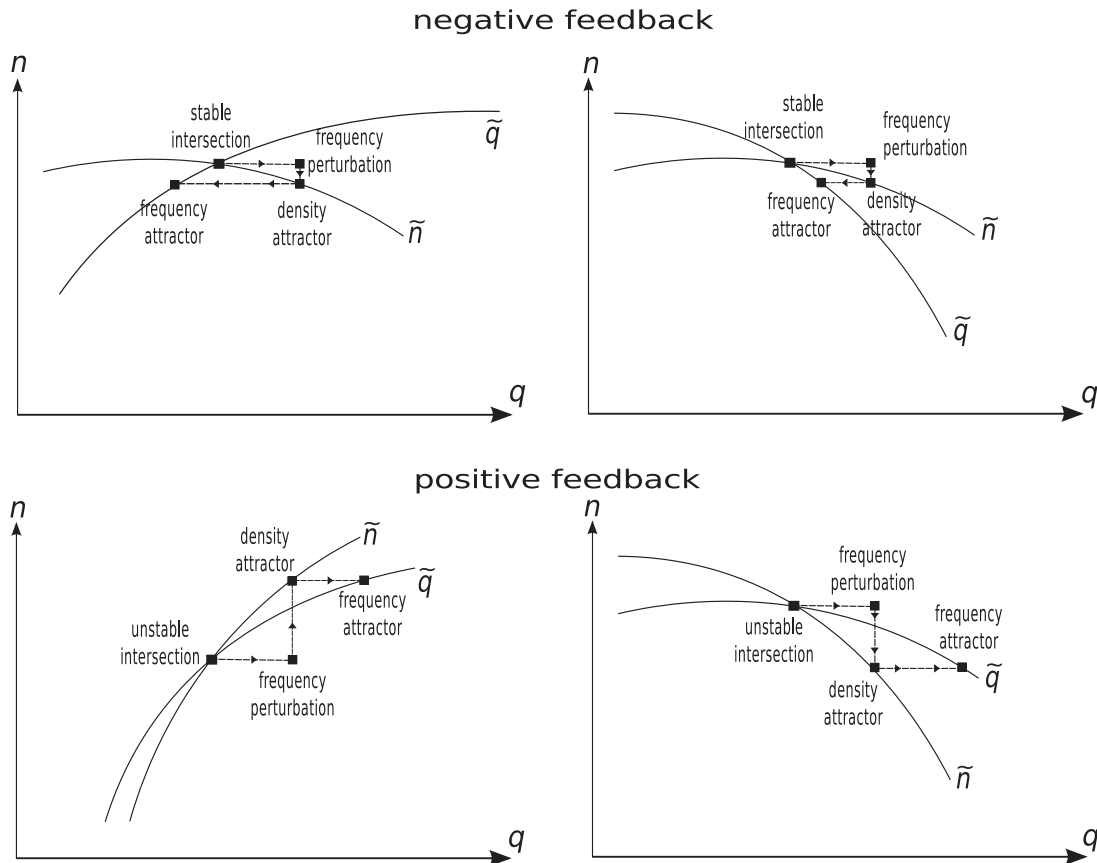 negative feedback
n
stable
intersection
frequency
perturbation
q̃
frequency
attractor
density
attractor
ñ
q
n
stable
intersection
frequency
perturbation
frequency
attractor
density
attractor
ñ
q̃
q
positive feedback
n
density
attractor
ñ
q̃
frequency
attractor
unstable
intersection
frequency
perturbation
q
n
frequency
perturbation
frequency
attractor
unstable
intersection
q̃
density
attractor
ñ
q